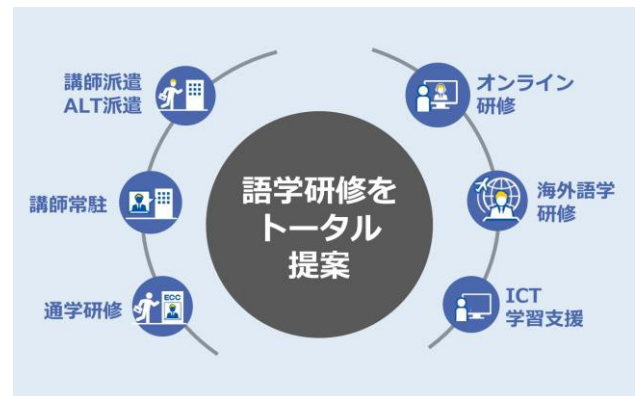 講師派遣
ALT派遣
講師常駐
通学研修
ECC
語学研修を
トータル
提案
オンライン
研修
海外語学
研修
ICT
学習支援